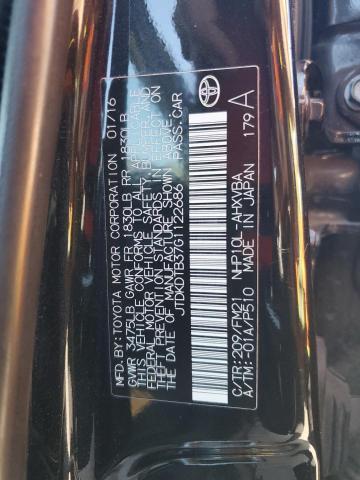 MFD. BY: TOYOTA MOTOR CORPORATION 01/16
GVWR 3475LB GAWR FR 1830LB RR 1830LB
THIS VEHICLE CONFORMS TO ALL APPLICABLE
FEDERAL MOTOR VEHICLE SAFETY, BUMPER, AND
THEFT PREVENTION STANDARDS IN EFFECT ON THE
DATE OF MANUFACTURE SHOWN ABOVE.
JTDKDTB37G1122686 PASS. CAR
C/TR: 209/FM21 NHP10L-AHXVBA
A/TM: -01A/P510 MADE IN JAPAN 179 A